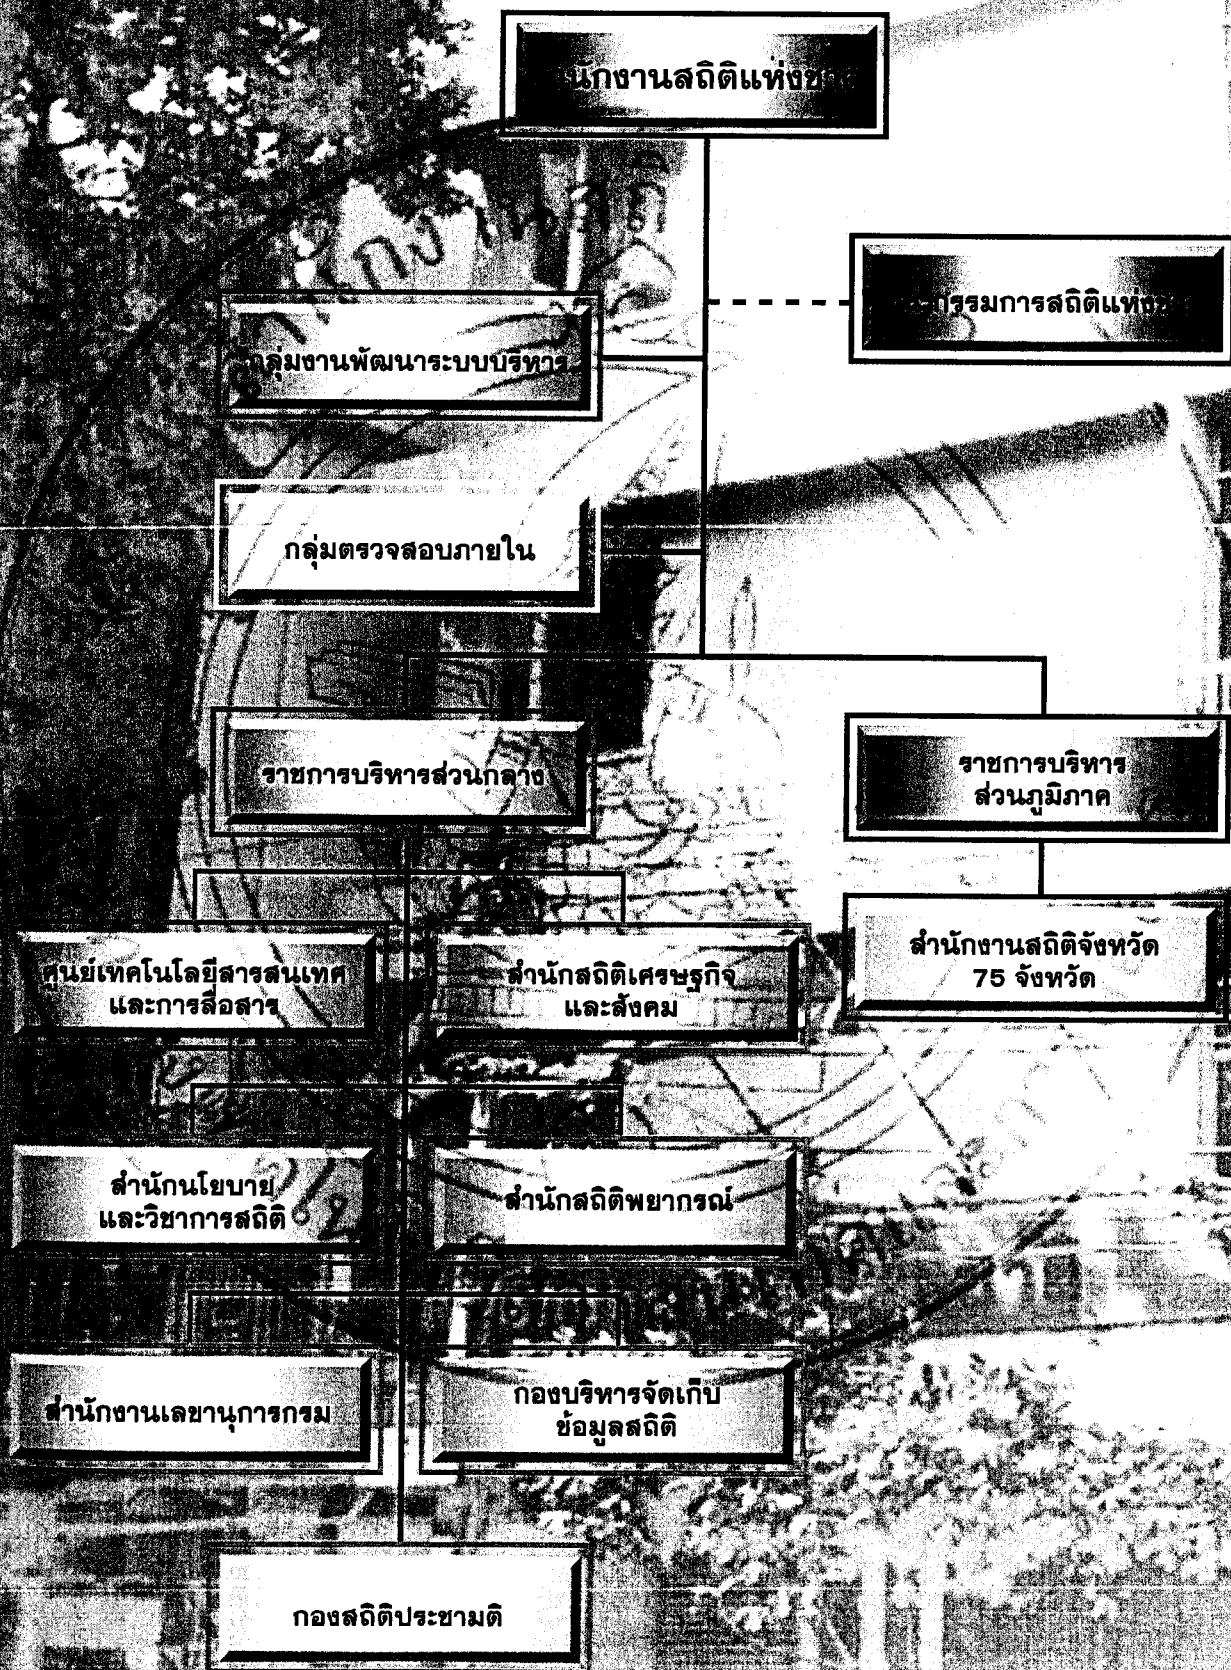 นักงานสถิติแห่งชา
กรรมการสถิติแห่งช
กลุ่มงานพัฒนาระบบบริหาร
กลุ่มตรวจสอบภายใน
ราชการบริหารส่วนกลาง
ราชการบริหาร
ส่วนภูมิภาค
ศูนย์เทคโนโลยีสารสนเทศ
และการสื่อสาร
สำนักสถิติเศรษฐกิจ
และสังคม
สำนักงานสถิติจังหวัด
75 จังหวัด
สำนักนโยบาย
และวิชาการสถิติ
สำนักสถิติพยากรณ์
สำนักงานเลขานุการกรม
กองบริหารจัดเก็บ
ข้อมูลสถิติ
กองสถิติประชามติ